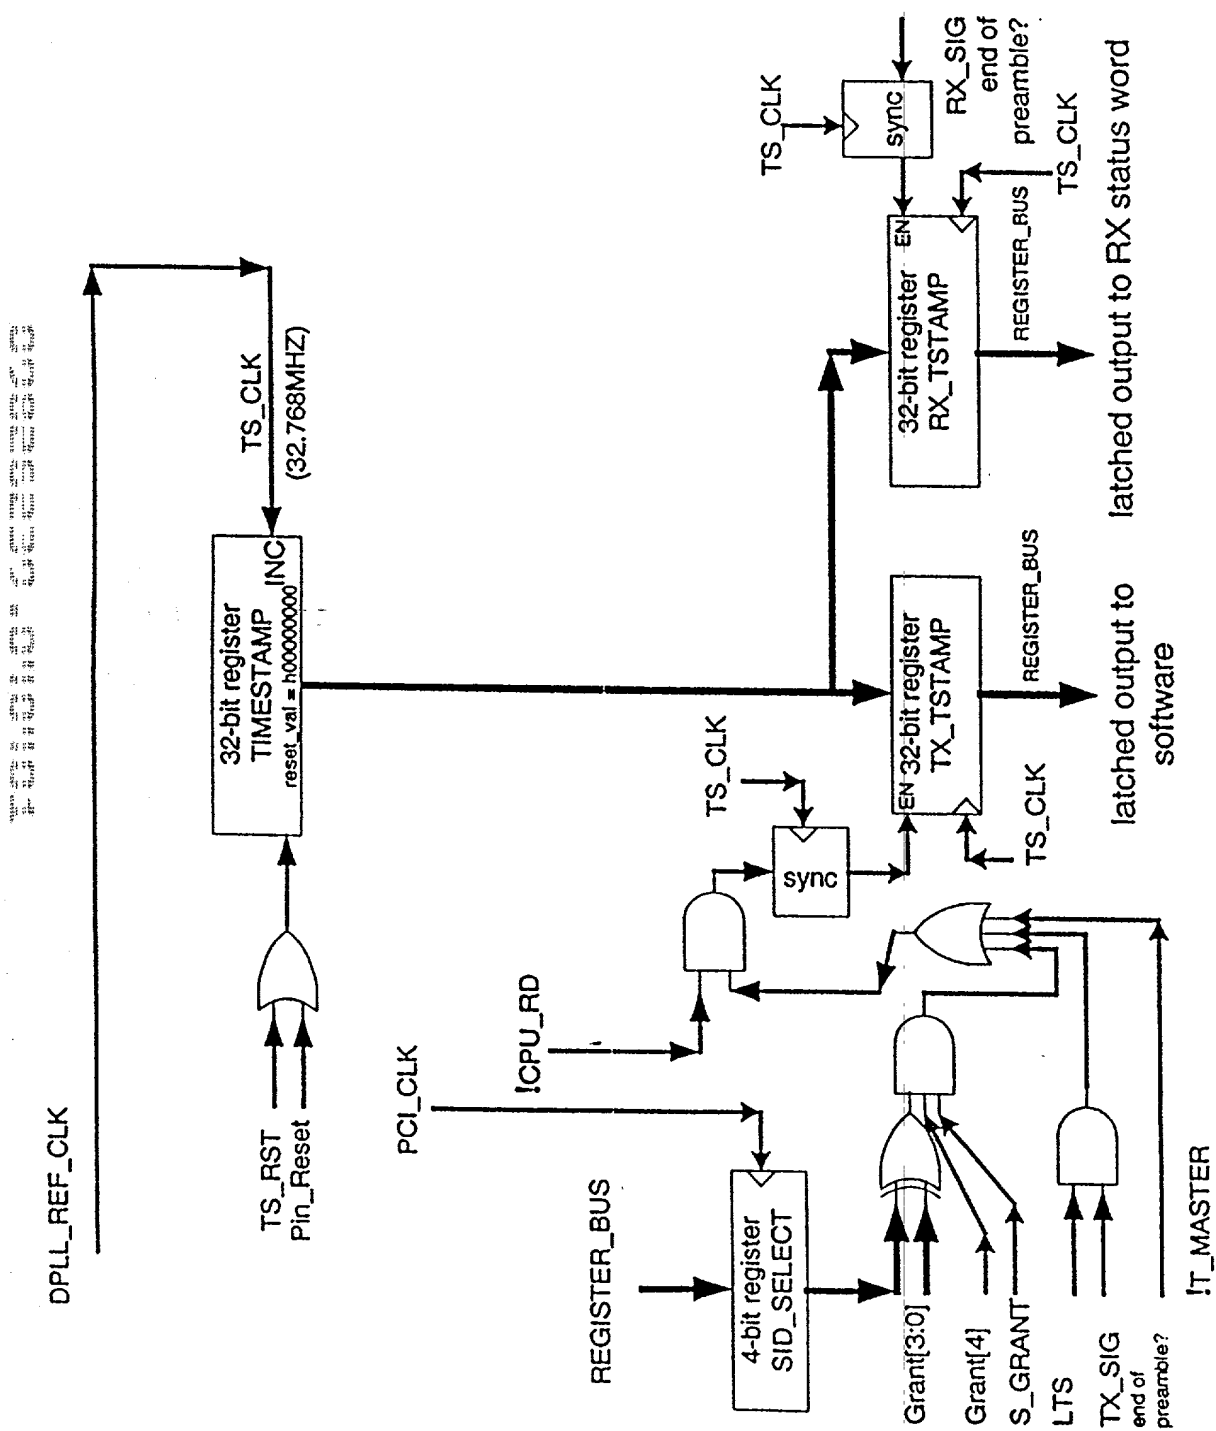 DPLL_REF_CLK
TS_RST
Pin_Reset
32-bit register
TIMESTAMP
reset_val = h00000000
INC
TS_CLK
(32.768MHZ)
PCI_CLK
!CPU_RD
REGISTER_BUS
4-bit register
SID_SELECT
Grant[3:0]
Grant[4]
S_GRANT
LTS
TX_SIG
end of
preamble?
!T_MASTER
TS_CLK
sync
EN
32-bit register
TX_TSTAMP
TS_CLK
REGISTER_BUS
latched output to
software
32-bit register
RX_TSTAMP
EN
TS_CLK
sync
RX_SIG
end of
preamble?
TS_CLK
REGISTER_BUS
latched output to RX status word